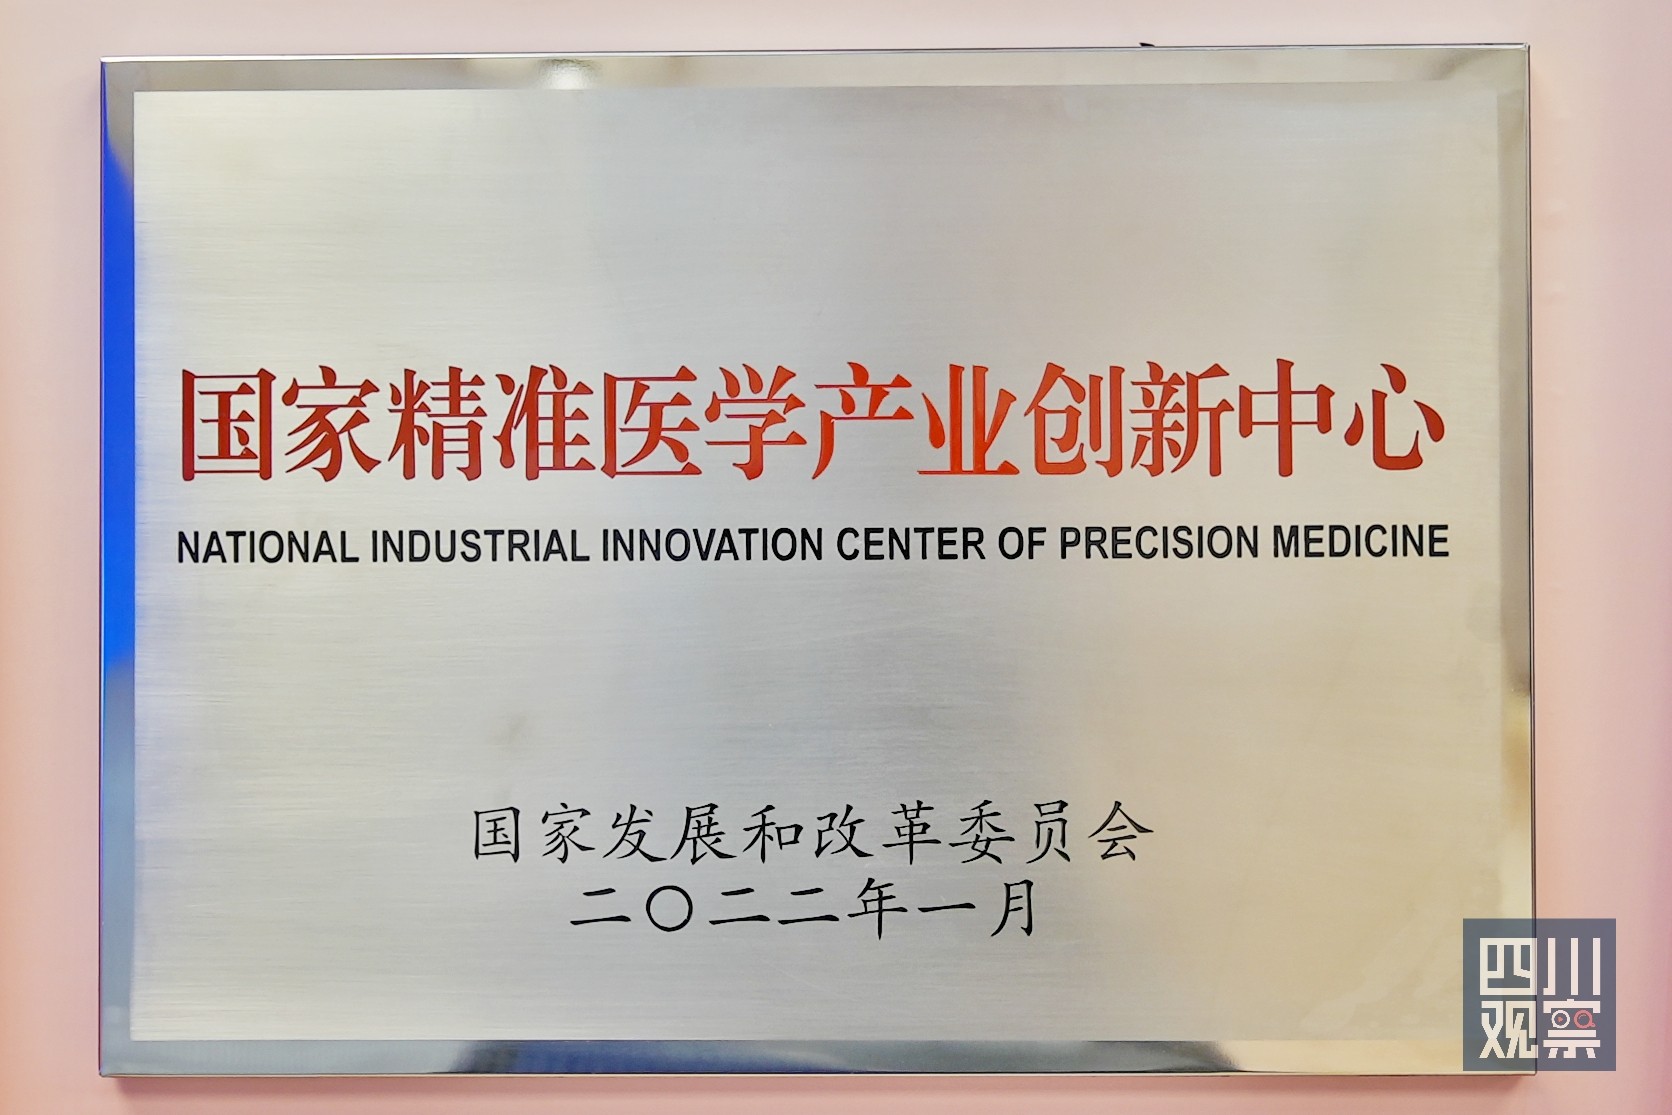 国家精准医学产业创新中心
NATIONAL INDUSTRIAL INNOVATION CENTER OF PRECISION MEDICINE
国家发展和改革委员会
二〇二二年一月
四川
观察